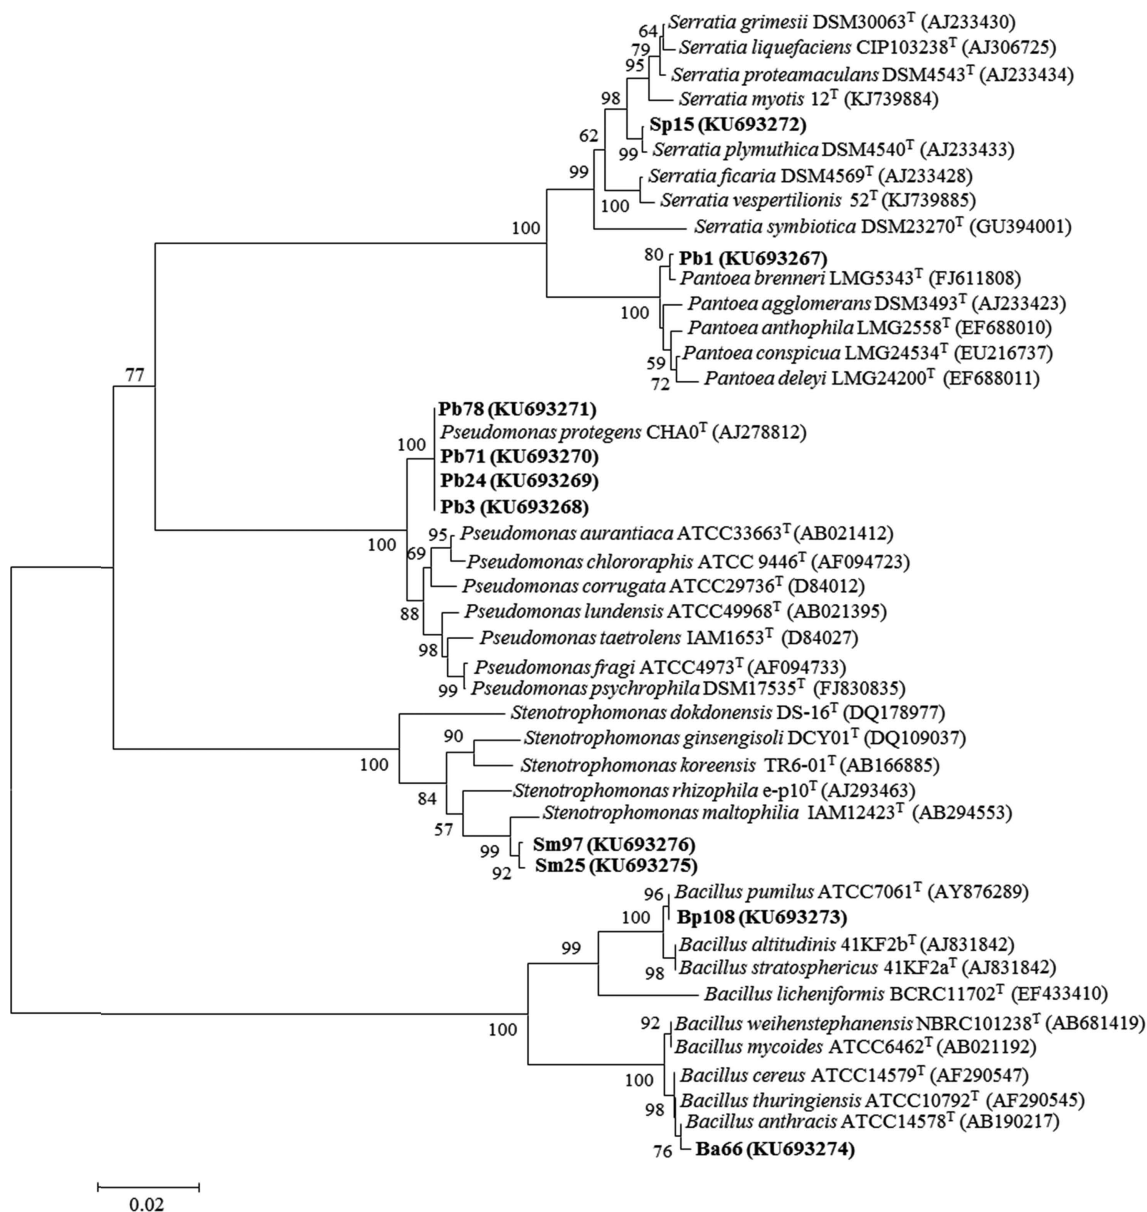 Serratia grimesii DSM30063T (AJ233430)
64
Serratia liquefaciens CIP103238T (AJ306725)
79
95
Serratia proteamaculans DSM4543T (AJ233434)
98
Serratia myotis 12T (KJ739884)
Sp15 (KU693272)
62
99
Serratia plymuthica DSM4540T (AJ233433)
99
Serratia ficaria DSM4569T (AJ233428)
100
Serratia vespertilionis 52T (KJ739885)
100
Serratia symbiotica DSM23270T (GU394001)
80
Pb1 (KU693267)
Pantoea brenneri LMG5343T (FJ611808)
Pantoea agglomerans DSM3493T (AJ233423)
100
Pantoea anthophila LMG2558T (EF688010)
Pantoea conspicua LMG24534T (EU216737)
59
77
72
Pantoea deleyi LMG24200T (EF688011)
Pb78 (KU693271)
Pseudomonas protegens CHA0T (AJ278812)
100
Pb71 (KU693270)
Pb24 (KU693269)
Pb3 (KU693268)
95
Pseudomonas aurantiaca ATCC33663T (AB021412)
100
69
Pseudomonas chlororaphis ATCC 9446T (AF094723)
Pseudomonas corrugata ATCC29736T (D84012)
88
Pseudomonas lundensis ATCC49968T (AB021395)
Pseudomonas taetrolens IAM1653T (D84027)
98
Pseudomonas fragi ATCC4973T (AF094733)
99
Pseudomonas psychrophila DSM17535T (FJ830835)
Stenotrophomonas dokdonensis DS-16T (DQ178977)
90
Stenotrophomonas ginsengisoli DCY01T (DQ109037)
100
Stenotrophomonas koreensis TR6-01T (AB166885)
84
Stenotrophomonas rhizophila e-p10T (AJ293463)
Stenotrophomonas maltophilia IAM12423T (AB294553)
57
Sm97 (KU693276)
99
92
Sm25 (KU693275)
96
Bacillus pumilus ATCC7061T (AY876289)
100
Bp108 (KU693273)
99
Bacillus altitudinis 41KF2bT (AJ831842)
98
Bacillus stratosphericus 41KF2aT (AJ831842)
Bacillus licheniformis BCRC11702T (EF433410)
100
92
Bacillus weihenstephanensis NBRC101238T (AB681419)
Bacillus mycoides ATCC6462T (AB021192)
100
Bacillus cereus ATCC14579T (AF290547)
Bacillus thuringiensis ATCC10792T (AF290545)
98
Bacillus anthracis ATCC14578T (AB190217)
76
Ba66 (KU693274)
0.02